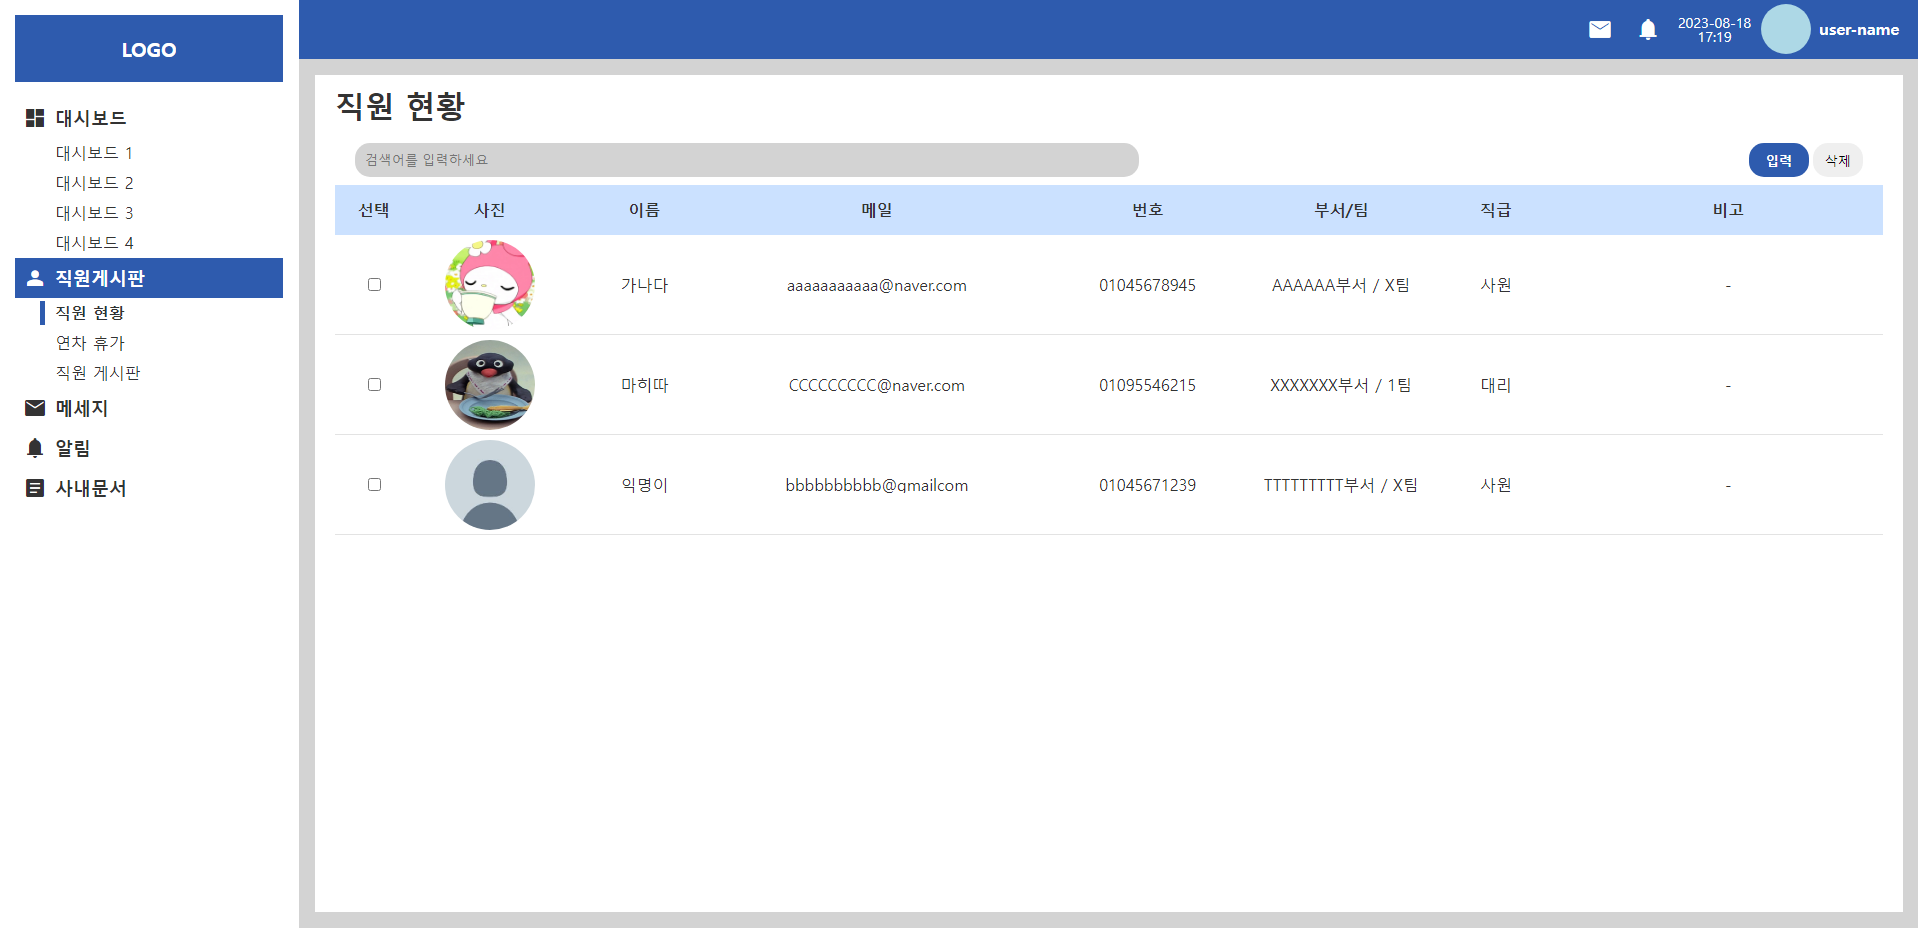 LOGO
대시보드
대시보드 1
대시보드 2
대시보드 3
대시보드 4
직원게시판
직원 현황
연차 휴가
직원 게시판
메세지
알림
사내문서
2023-08-18
17:19
user-name
직원 현황
검색어를 입력하세요
입력 삭제
선택 사진 이름 메일 번호 부서/팀 직급 비고
가나다 aaaaaaaaaaa@naver.com 01045678945 AAAAAA부서 / X팀 사원 -
마히따 CCCCCCCCC@naver.com 01095546215 XXXXXXX부서 / 1팀 대리 -
익명이 bbbbbbbbbb@gmailcom 01045671239 TTTTTTTTT부서 / X팀 사원 -